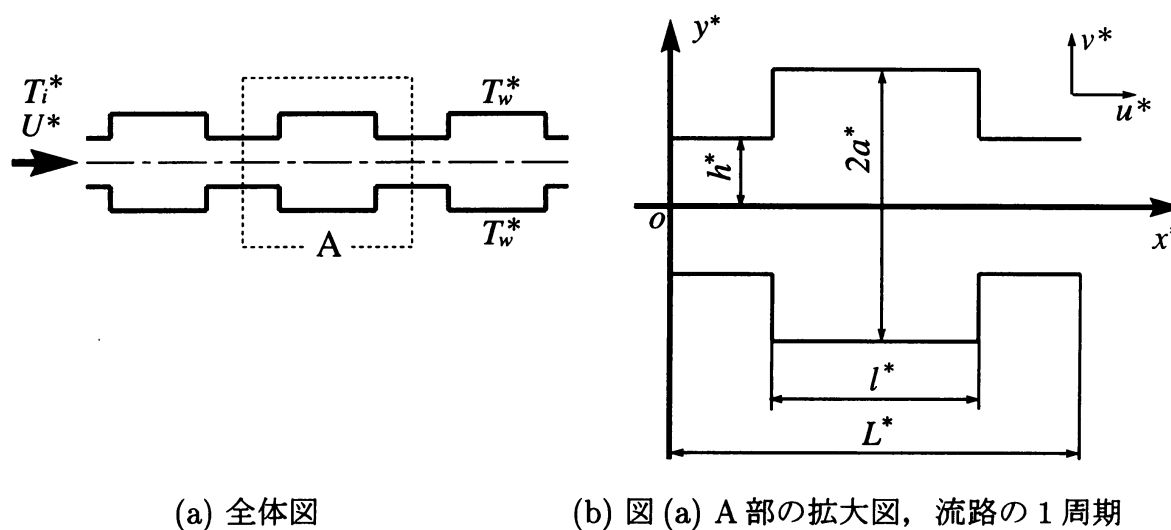 T_i^*
U^*
T_w^*
T_w^*
A
y^*
v^*
u^*
h^*
2a^*
o
x^*
l^*
L^*
(a) 全体図
(b) 図 (a) A 部の拡大図，流路の 1 周期